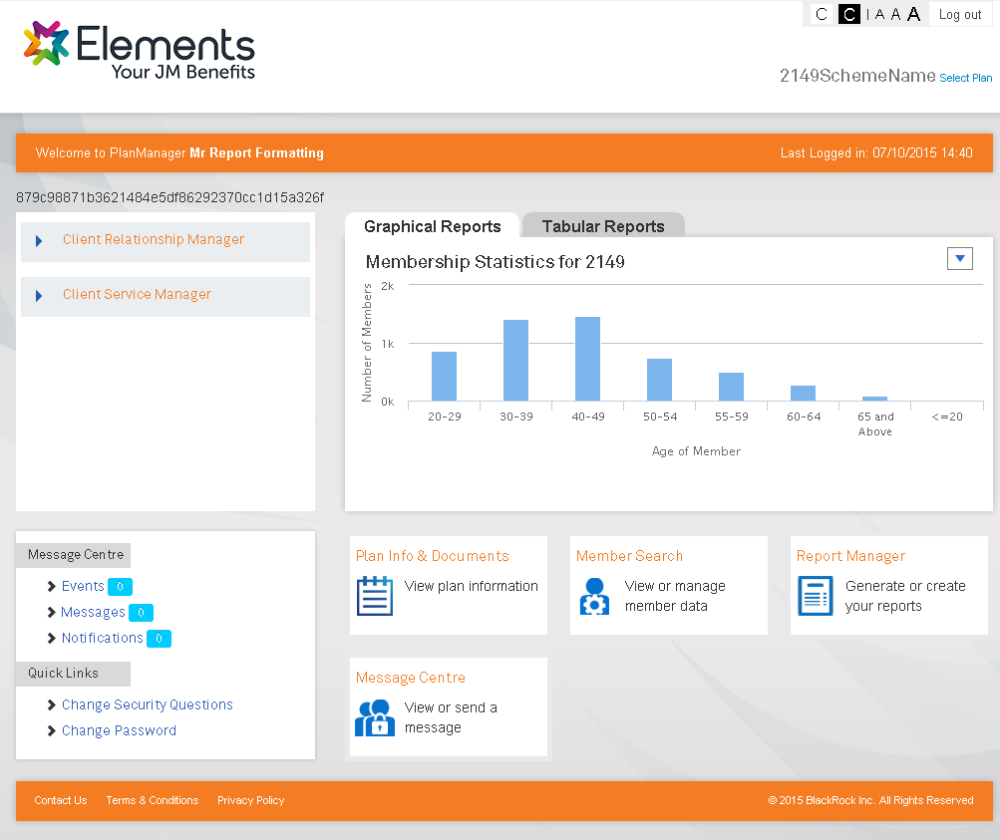 C C | A A A Log out
Elements
Your JM Benefits
2149SchemeName Select Plan
Welcome to PlanManager Mr Report Formatting
Last Logged in: 07/10/2015 14:40
879c98871b3621484e5df86292370cc1d15a326f
Client Relationship Manager
Client Service Manager
Graphical Reports
Tabular Reports
Membership Statistics for 2149
Number of Members
2k
1k
0k
20-29 30-39 40-49 50-54 55-59 60-64 65 and <=20
Above
Age of Member
Message Centre
Events 0
Messages 0
Notifications 0
Quick Links
Change Security Questions
Change Password
Plan Info & Documents
View plan information
Member Search
View or manage
member data
Report Manager
Generate or create
your reports
Message Centre
View or send a
message
Contact Us Terms & Conditions Privacy Policy
© 2015 BlackRock Inc. All Rights Reserved